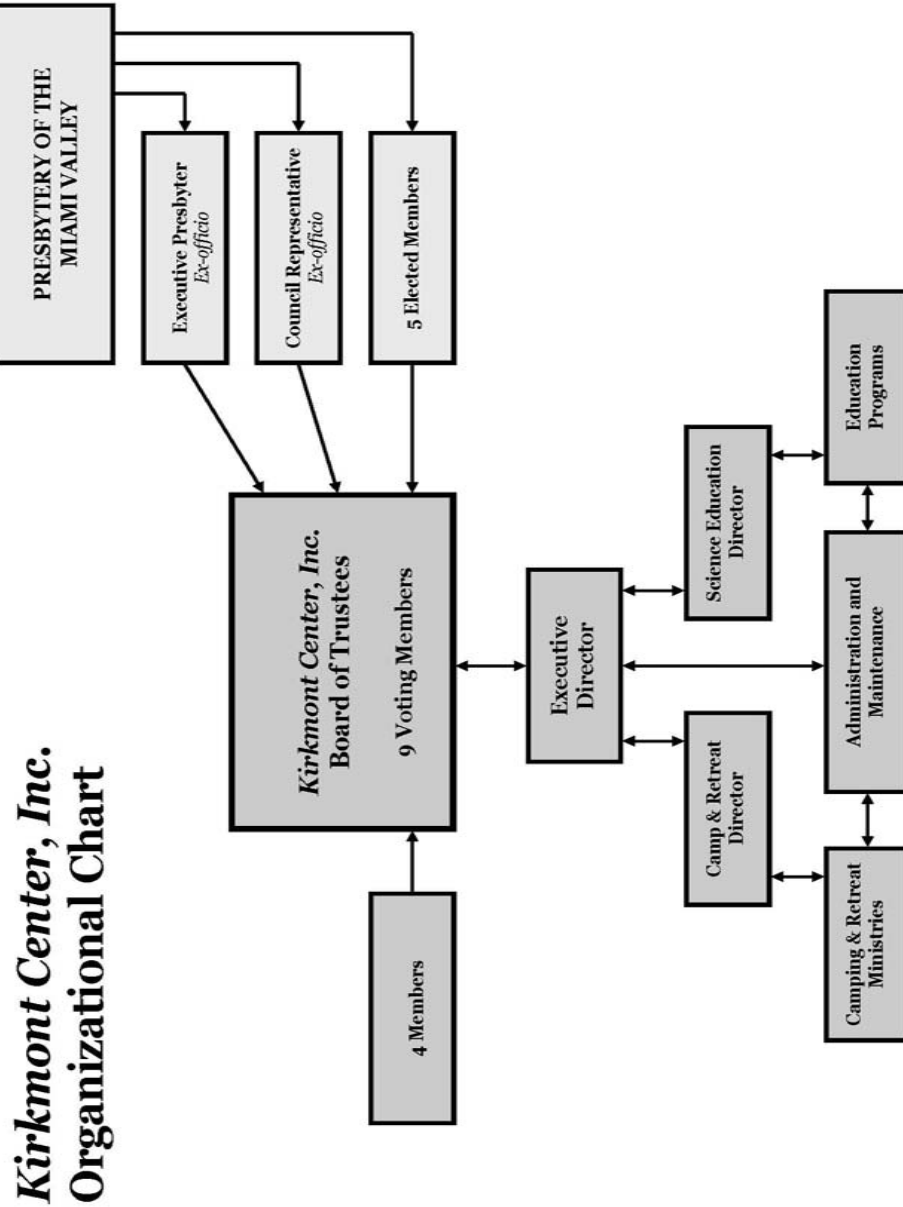 Kirkmont Center, Inc.
Organizational Chart
PRESBYTERY OF THE
MIAMI VALLEY
Executive Presbyter
Ex-officio
Council Representative
Ex-officio
5 Elected Members
Kirkmont Center, Inc.
Board of Trustees
9 Voting Members
4 Members
Executive
Director
Camp & Retreat
Director
Science Education
Director
Camping & Retreat
Ministries
Administration and
Maintenance
Education
Programs